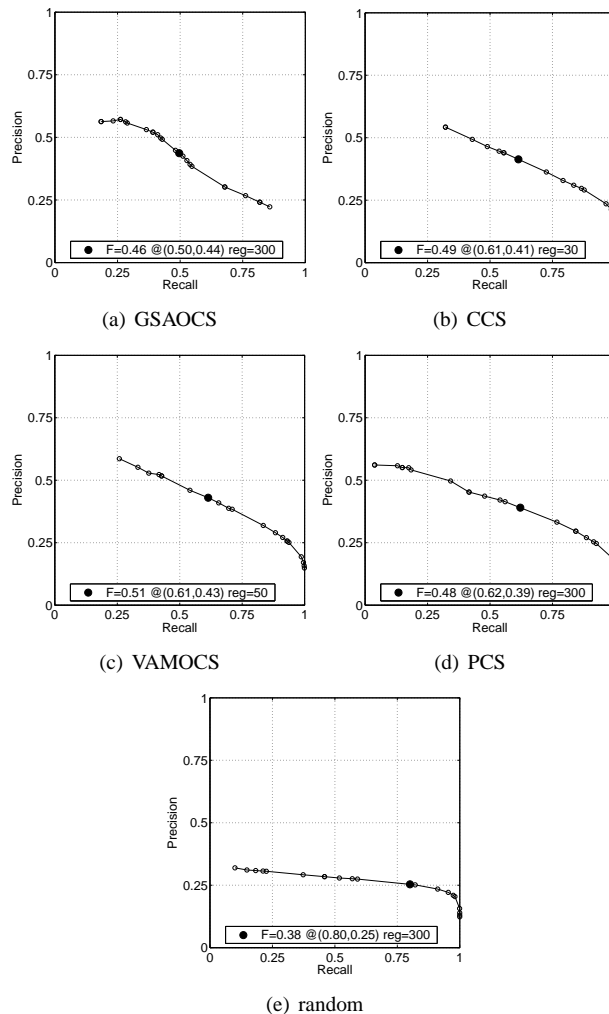 1
0.75
0.5
0.25
0
Precision
F=0.46 @(0.50,0.44) reg=300
0 0.25 0.5 0.75 1
Recall
(a) GSAOCS
1
0.75
0.5
0.25
0
Precision
F=0.49 @(0.61,0.41) reg=30
0 0.25 0.5 0.75
Recall
(b) CCS
1
0.75
0.5
0.25
0
Precision
F=0.51 @(0.61,0.43) reg=50
0 0.25 0.5 0.75 1
Recall
(c) VAMOCS
1
0.75
0.5
0.25
0
Precision
F=0.48 @(0.62,0.39) reg=300
0 0.25 0.5 0.75
Recall
(d) PCS
1
0.75
0.5
0.25
0
Precision
F=0.38 @(0.80,0.25) reg=300
0 0.25 0.5 0.75 1
Recall
(e) random